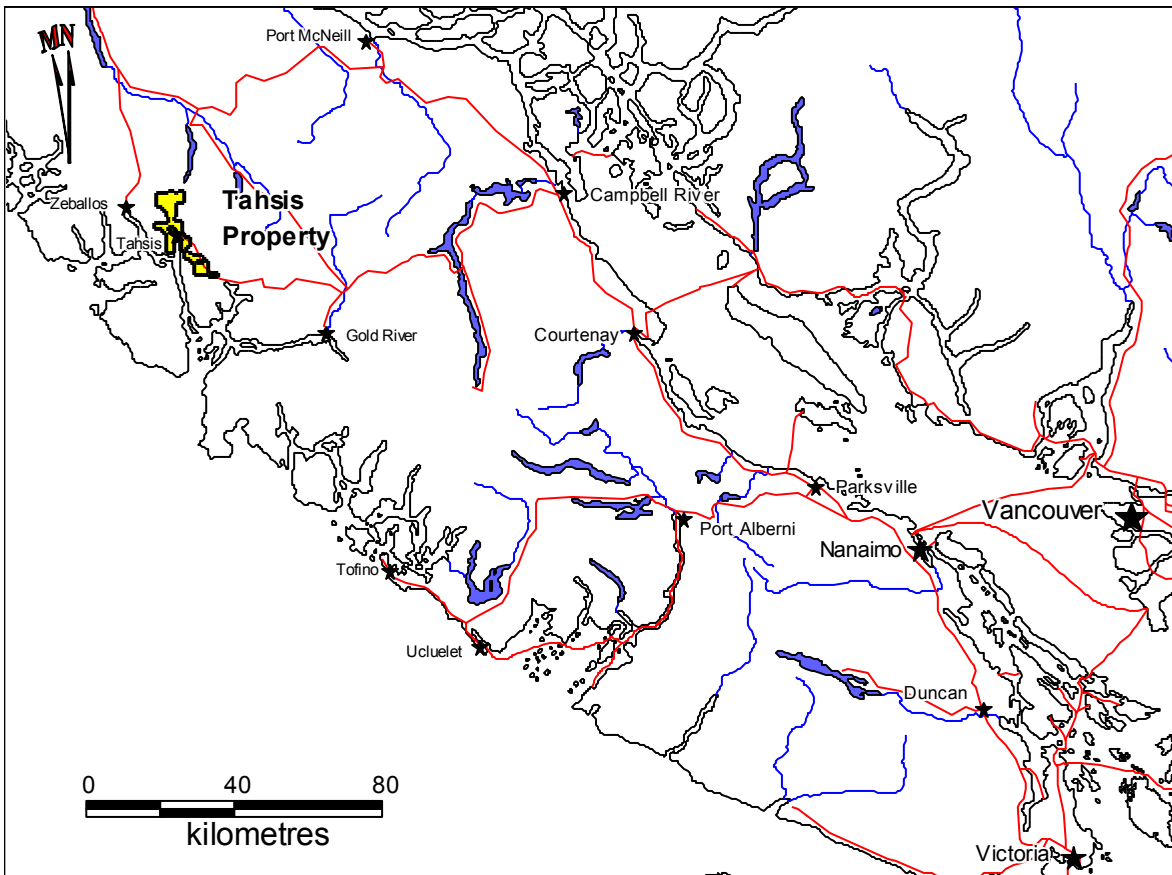 MN
Port McNeill
Campbell River
Zeballos
Tahsis
Property
Tahsis
Gold River
Courtenay
Parksville
Vancouver
Port Alberni
Nanaimo
Tofino
Ucluelet
Duncan
0 40 80
kilometres
Victoria